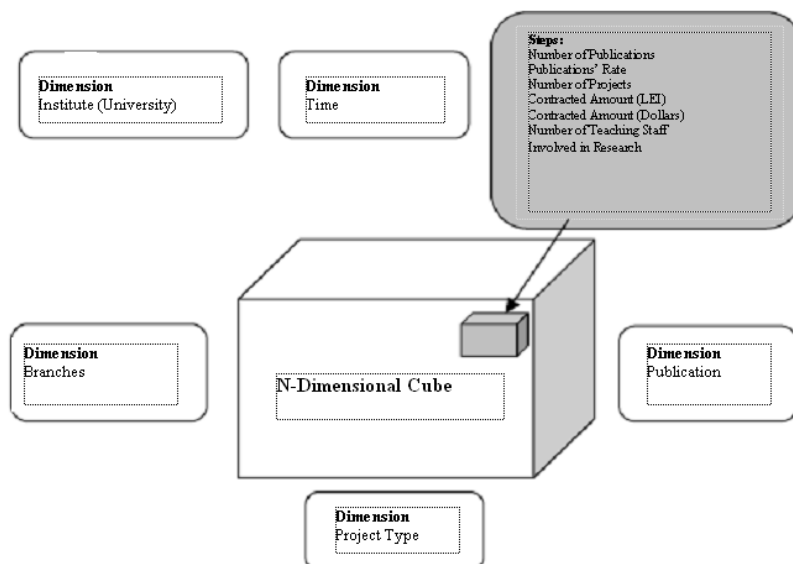 Dimension
Institute (University)
Dimension
Time
Steps:
Number of Publications
Publications' Rate
Number of Projects
Contracted Amount (LEI)
Contracted Amount (Dollars)
Number of Teaching Staff
Involved in Research
Dimension
Branches
N-Dimensional Cube
Dimension
Publication
Dimension
Project Type